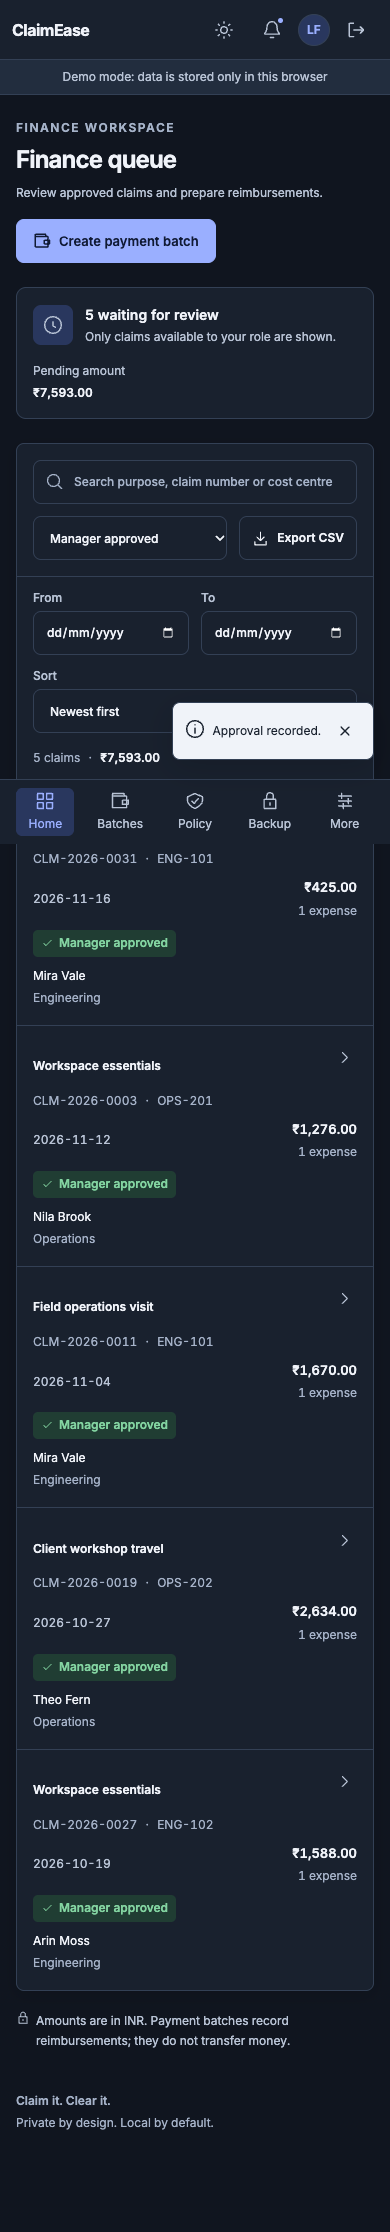 ClaimEase
LF
Demo mode: data is stored only in this browser
FINANCE WORKSPACE
Finance queue
Review approved claims and prepare reimbursements.
Create payment batch
5 waiting for review
Only claims available to your role are shown.
Pending amount
₹7,593.00
Search purpose, claim number or cost centre
Manager approved
Export CSV
From
To
dd/mm/yyyy
dd/mm/yyyy
Sort
Newest first
Approval recorded.
5 claims · ₹7,593.00
Home
Batches
Policy
Backup
More
CLM-2026-0031 · ENG-101
2026-11-16
₹425.00
1 expense
Manager approved
Mira Vale
Engineering
Workspace essentials
CLM-2026-0003 · OPS-201
2026-11-12
₹1,276.00
1 expense
Manager approved
Nila Brook
Operations
Field operations visit
CLM-2026-0011 · ENG-101
2026-11-04
₹1,670.00
1 expense
Manager approved
Mira Vale
Engineering
Client workshop travel
CLM-2026-0019 · OPS-202
2026-10-27
₹2,634.00
1 expense
Manager approved
Theo Fern
Operations
Workspace essentials
CLM-2026-0027 · ENG-102
2026-10-19
₹1,588.00
1 expense
Manager approved
Arin Moss
Engineering
Amounts are in INR. Payment batches record
reimbursements; they do not transfer money.
Claim it. Clear it.
Private by design. Local by default.